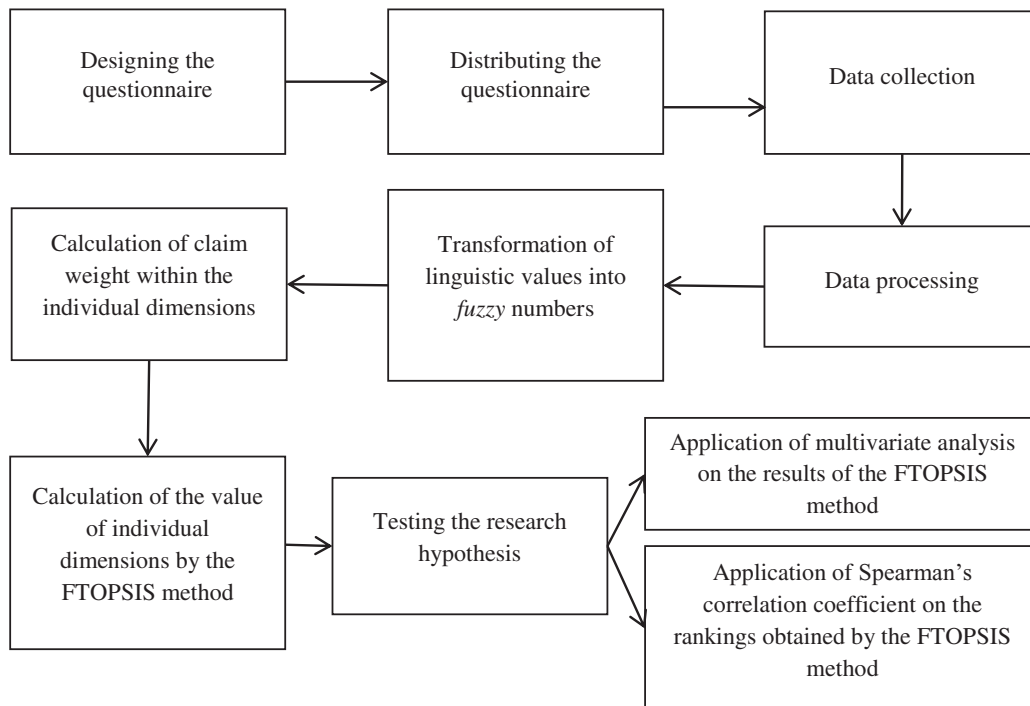 Designing the
questionnaire
Distributing the
questionnaire
Data collection
Data processing
Transformation of
linguistic values into
fuzzy numbers
Calculation of claim
weight within the
individual dimensions
Calculation of the value
of individual
dimensions by the
FTOPSIS method
Testing the research
hypothesis
Application of multivariate analysis
on the results of the FTOPSIS
method
Application of Spearman’s
correlation coefficient on the
rankings obtained by the FTOPSIS
method